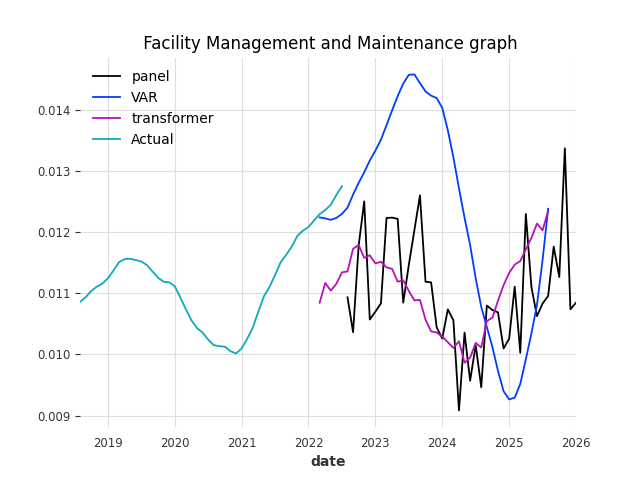 Facility Management and Maintenance graph
panel
VAR
transformer
Actual
0.014
0.013
0.012
0.011
0.010
0.009
2019 2020 2021 2022 2023 2024 2025 2026
date